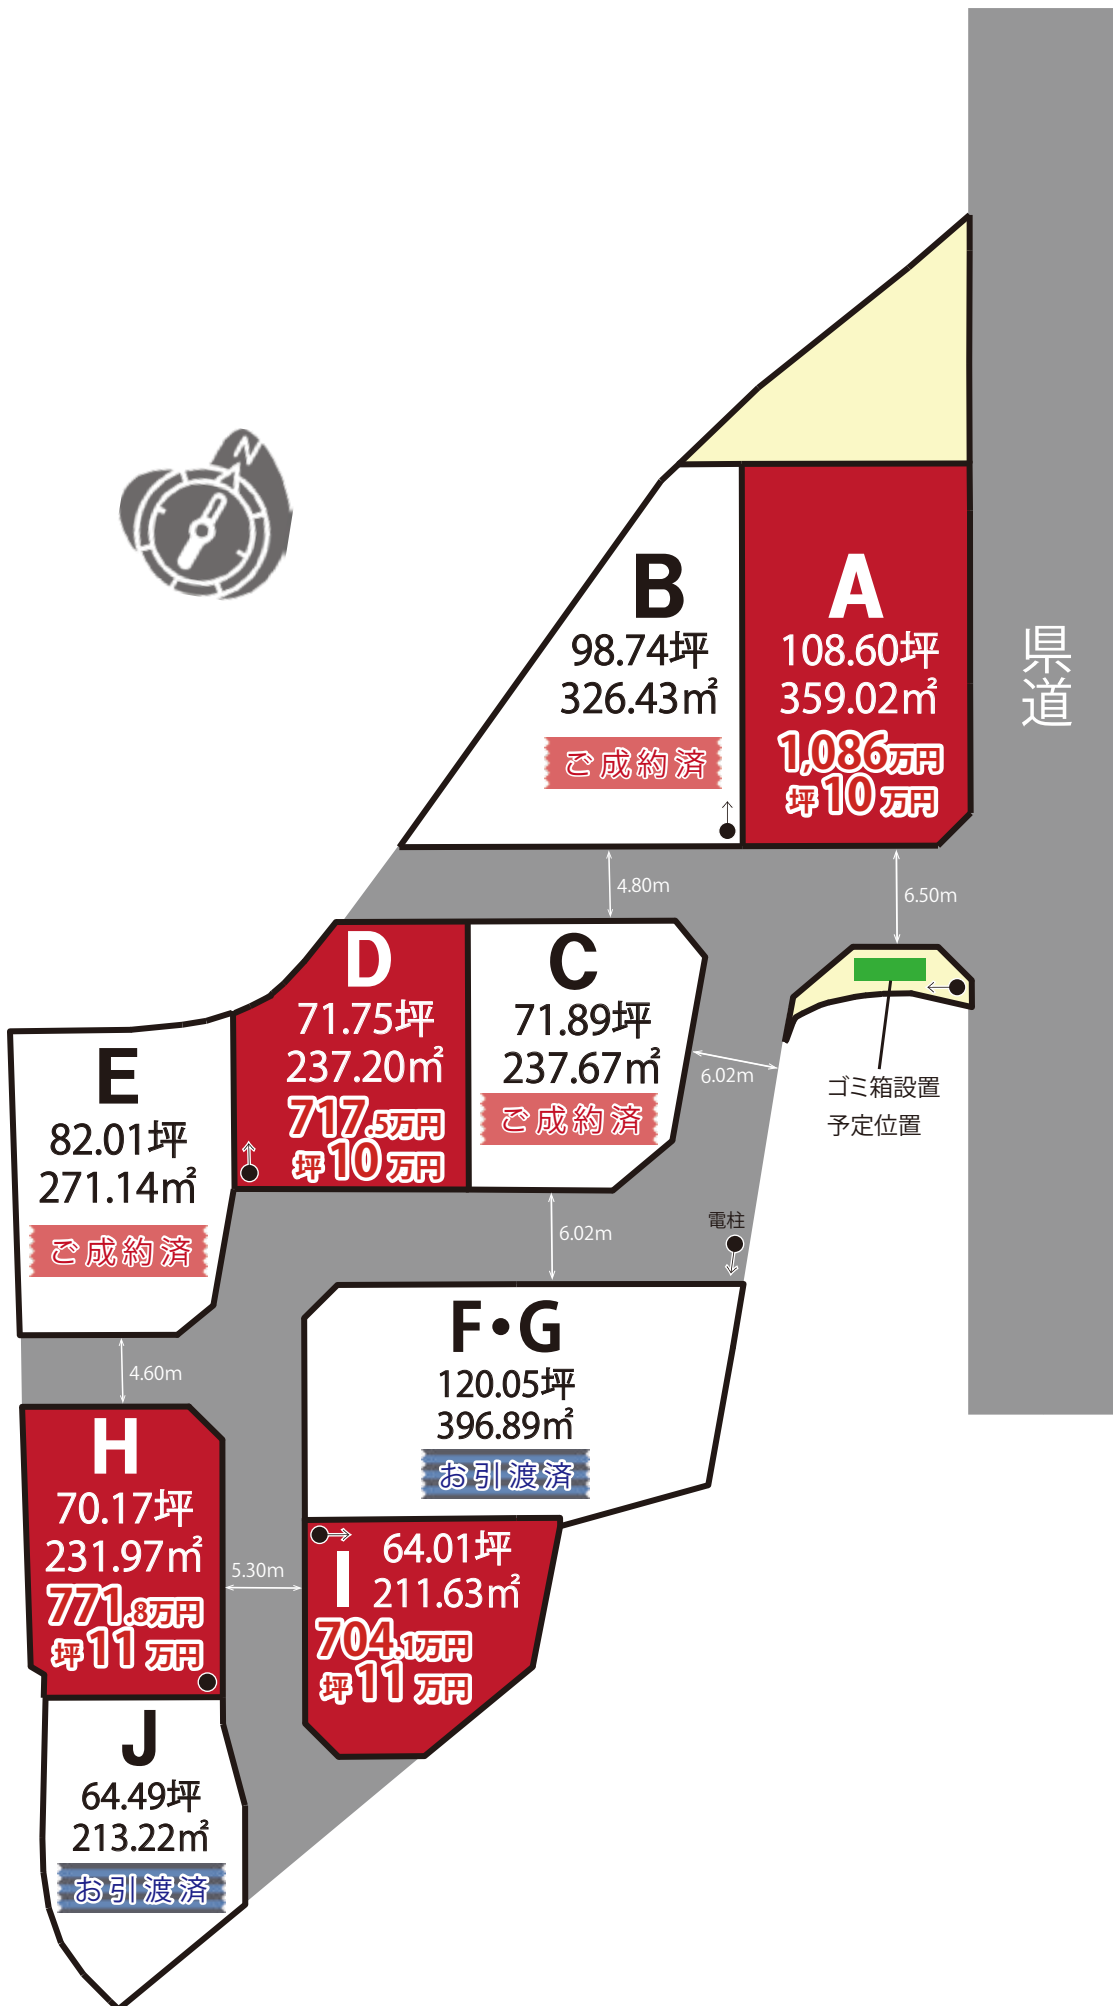 N
県道
B
98.74坪
326.43㎡
ご成約済
A
108.60坪
359.02㎡
1,086万円
坪10万円
4.80m
6.50m
D
71.75坪
237.20㎡
717.5万円
坪10万円
C
71.89坪
237.67㎡
ご成約済
6.02m
ゴミ箱設置
予定位置
E
82.01坪
271.14㎡
ご成約済
6.02m
電柱
4.60m
F・G
120.05坪
396.89㎡
お引渡済
H
70.17坪
231.97㎡
771.8万円
坪11万円
5.30m
I
64.01坪
211.63㎡
704.1万円
坪11万円
J
64.49坪
213.22㎡
お引渡済